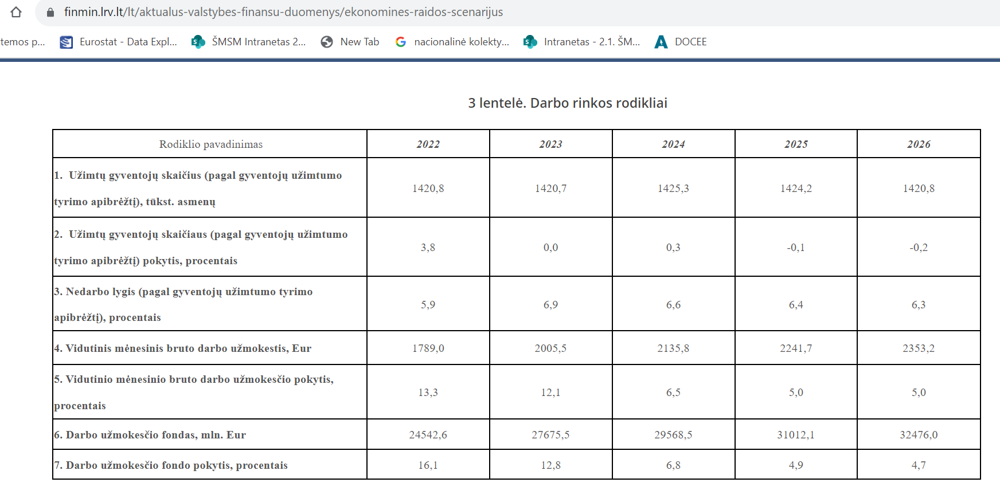 finmin.lrv.lt/lt/aktualus-valstybes-finansu-duomenys/ekonomines-raidos-scenarijus
temos p... Eurostat - Data Expl... ŠMSM Intranetas 2... New Tab nacionalinė kolekty... Intranetas - 2.1. ŠM... DOCEE
3 lentelė. Darbo rinkos rodikliai
Rodiklio pavadinimas 2022 2023 2024 2025 2026
1. Užimtų gyventojų skaičius (pagal gyventojų užimtumo
tyrimo apibrėžtį), tūkst. asmenų
1420,8 1420,7 1425,3 1424,2 1420,8
2. Užimtų gyventojų skaičiaus (pagal gyventojų užimtumo
tyrimo apibrėžtį) pokytis, procentais
3,8 0,0 0,3 -0,1 -0,2
3. Nedarbo lygis (pagal gyventojų užimtumo tyrimo
apibrėžtį), procentais
5,9 6,9 6,6 6,4 6,3
4. Vidutinis mėnesinis bruto darbo užmokestis, Eur 1789,0 2005,5 2135,8 2241,7 2353,2
5. Vidutinio mėnesinio bruto darbo užmokesčio pokytis,
procentais
13,3 12,1 6,5 5,0 5,0
6. Darbo užmokesčio fondas, mln. Eur 24542,6 27675,5 29568,5 31012,1 32476,0
7. Darbo užmokesčio fondo pokytis, procentais 16,1 12,8 6,8 4,9 4,7